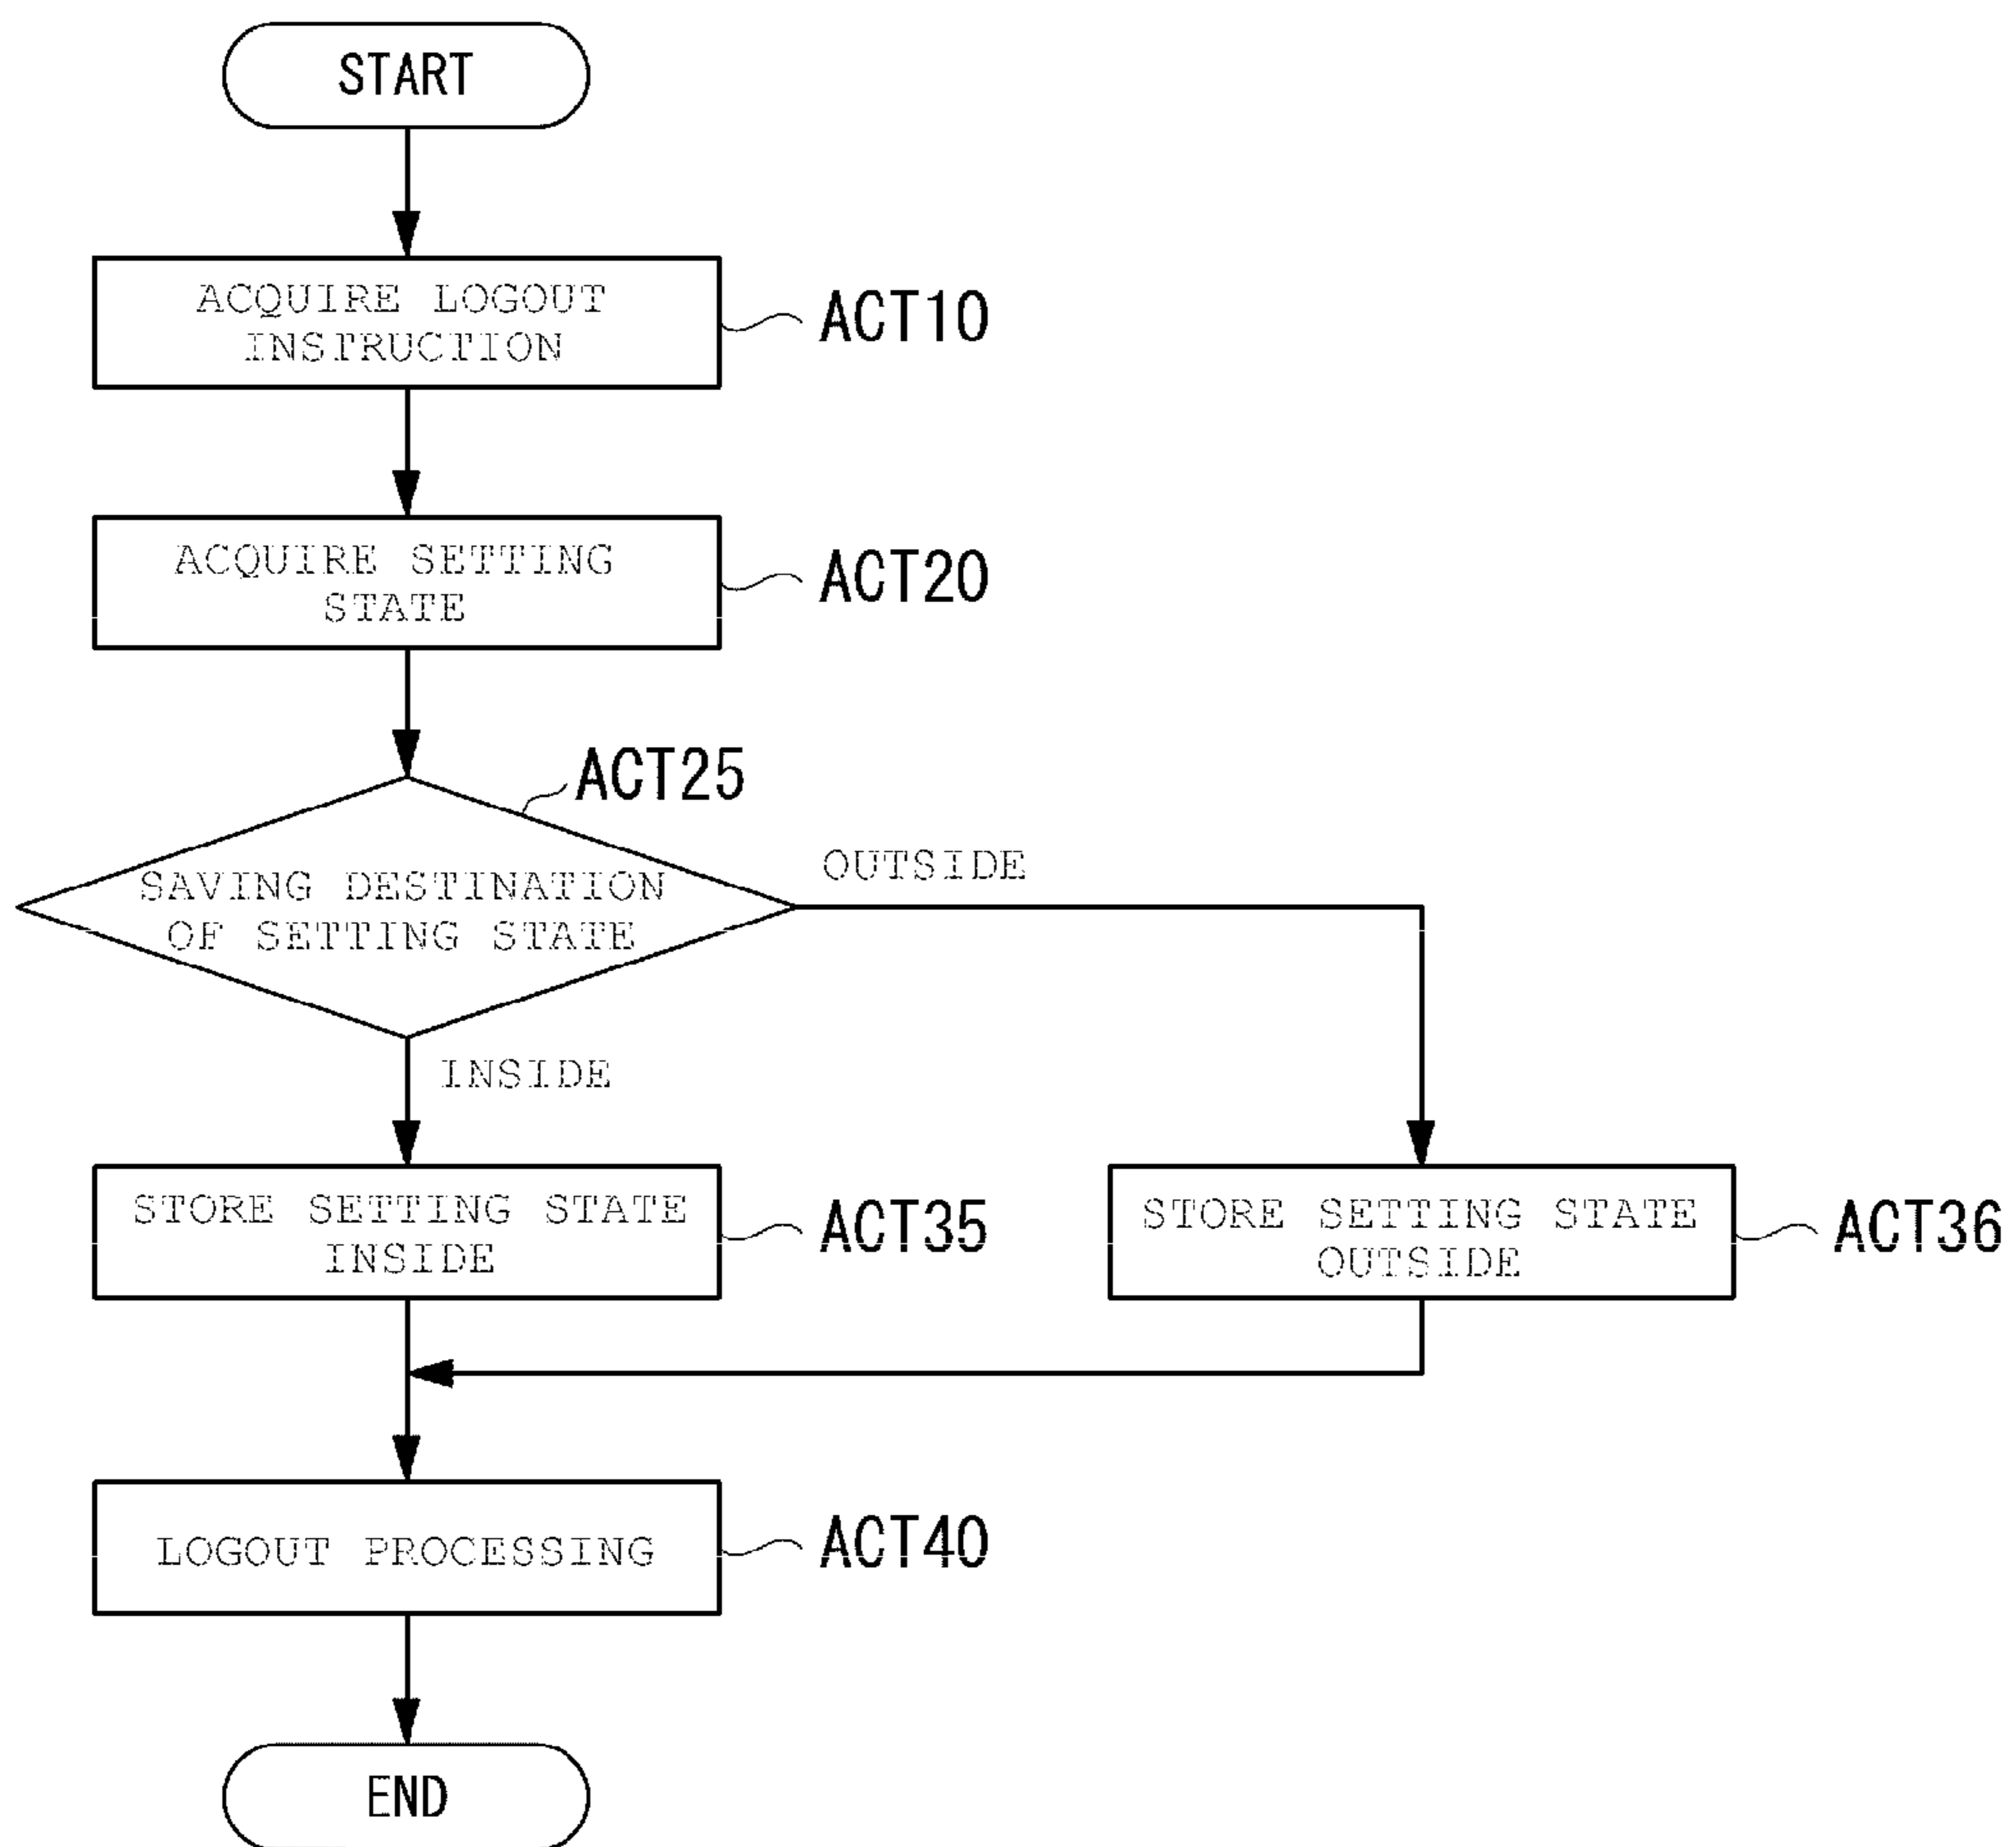 START
ACQUIRE LOGOUT
INSTRUCTION
ACT10
ACQUIRE SETTING
STATE
ACT20
ACT25
SAVING DESTINATION
OF SETTING STATE
OUTSIDE
INSIDE
STORE SETTING STATE
INSIDE
ACT35
STORE SETTING STATE
OUTSIDE
ACT36
LOGOUT PROCESSING
ACT40
END